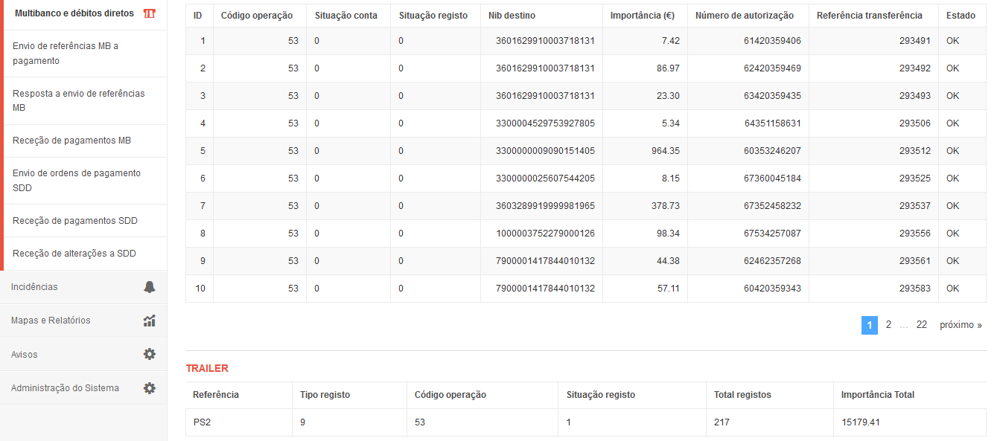 Multibanco e débitos diretos
Envio de referências MB a
pagamento
Resposta a envio de referências
MB
Receção de pagamentos MB
Envio de ordens de pagamento
SDD
Receção de pagamentos SDD
Receção de alterações a SDD
Incidências
Mapas e Relatórios
Avisos
Administração do Sistema
ID Código operação Situação conta Situação registo Nib destino Importância (€) Número de autorização Referência transferência Estado
1 53 0 0 3601629910003718131 7.42 61420359406 293491 OK
2 53 0 0 3601629910003718131 86.97 62420359469 293492 OK
3 53 0 0 3601629910003718131 23.30 63420359435 293493 OK
4 53 0 0 3300004529753927805 5.34 64351158631 293506 OK
5 53 0 0 3300000009090151405 964.35 60353246207 293512 OK
6 53 0 0 3300000025607544205 8.15 67360045184 293525 OK
7 53 0 0 3603289919999981965 378.73 67352458232 293537 OK
8 53 0 0 1000003752279000126 98.34 67534257087 293556 OK
9 53 0 0 7900001417844010132 44.38 62462357268 293561 OK
10 53 0 0 7900001417844010132 57.11 60420359343 293583 OK
1 2 ... 22 próximo »
TRAILER
Referência Tipo registo Código operação Situação registo Total registos Importância Total
PS2 9 53 1 217 15179.41